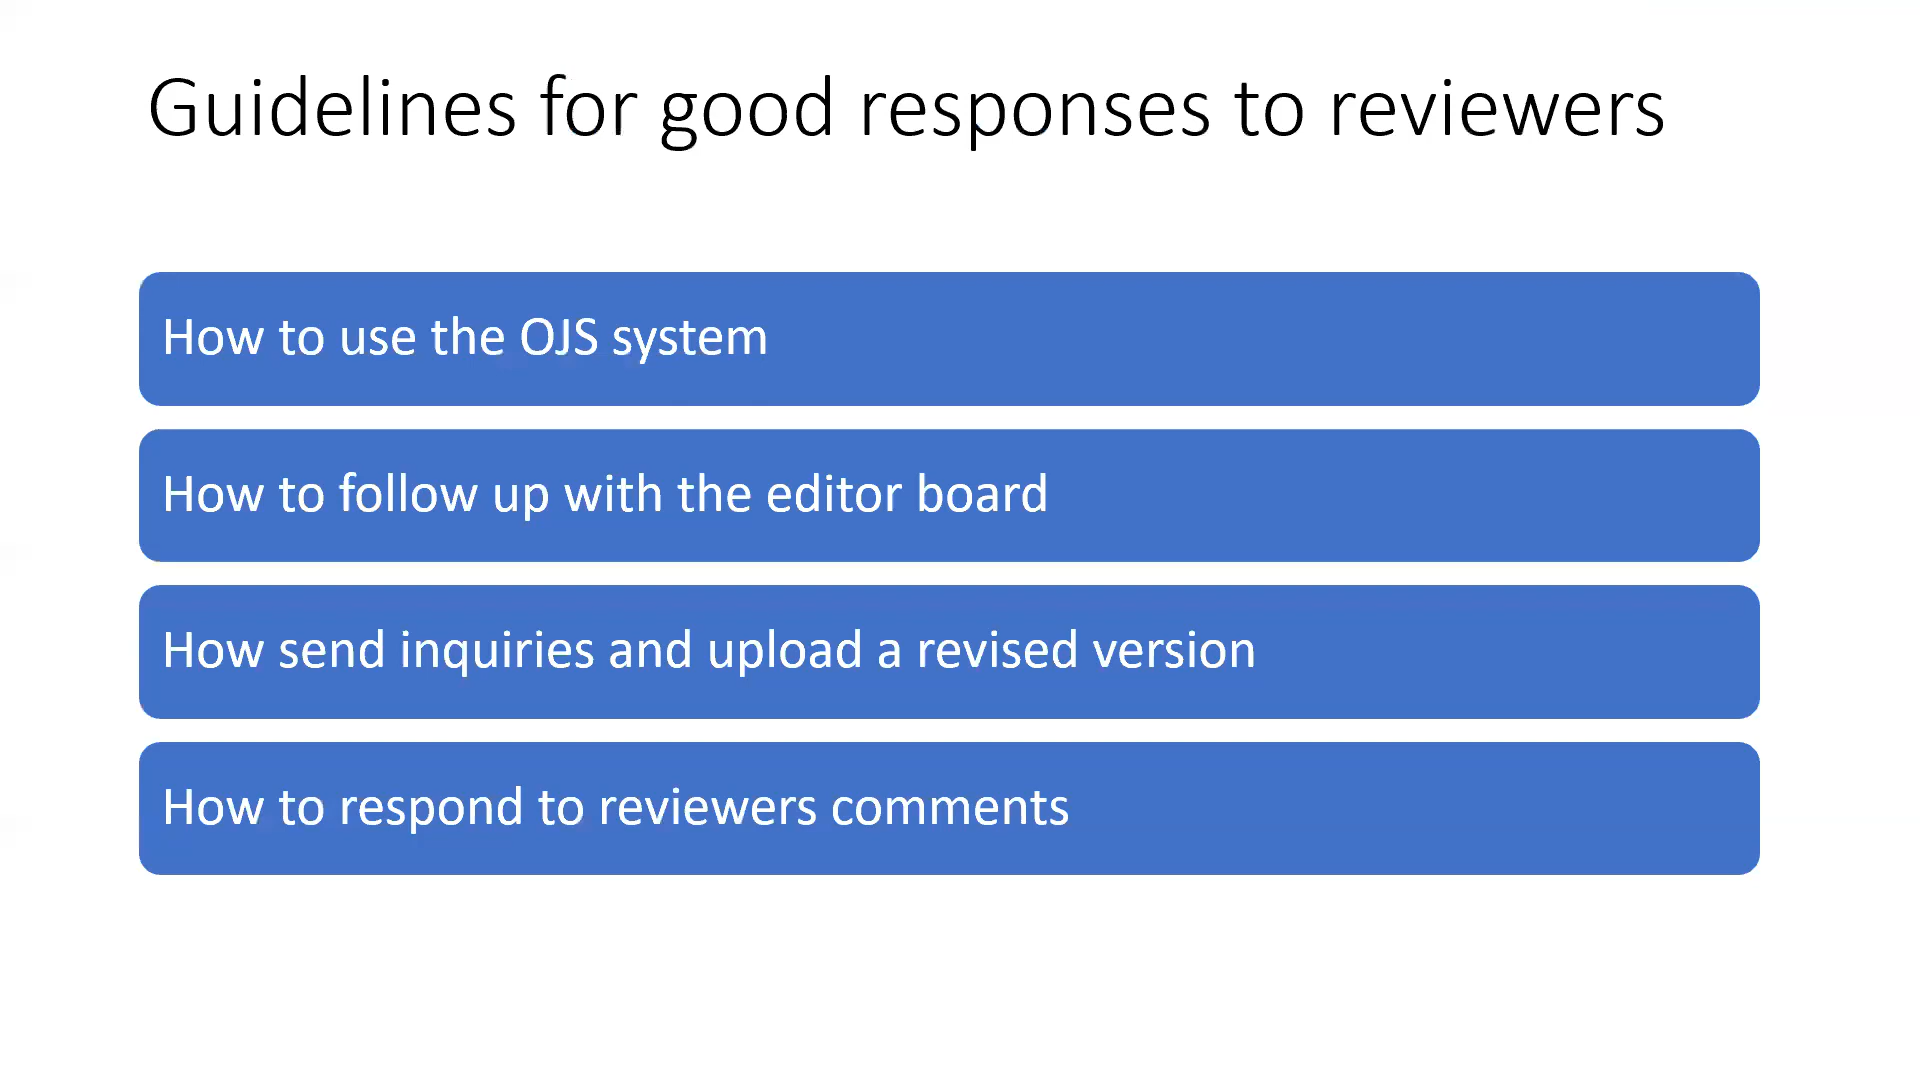 Guidelines for good responses to reviewers
How to use the OJS system
How to follow up with the editor board
How send inquiries and upload a revised version
How to respond to reviewers comments